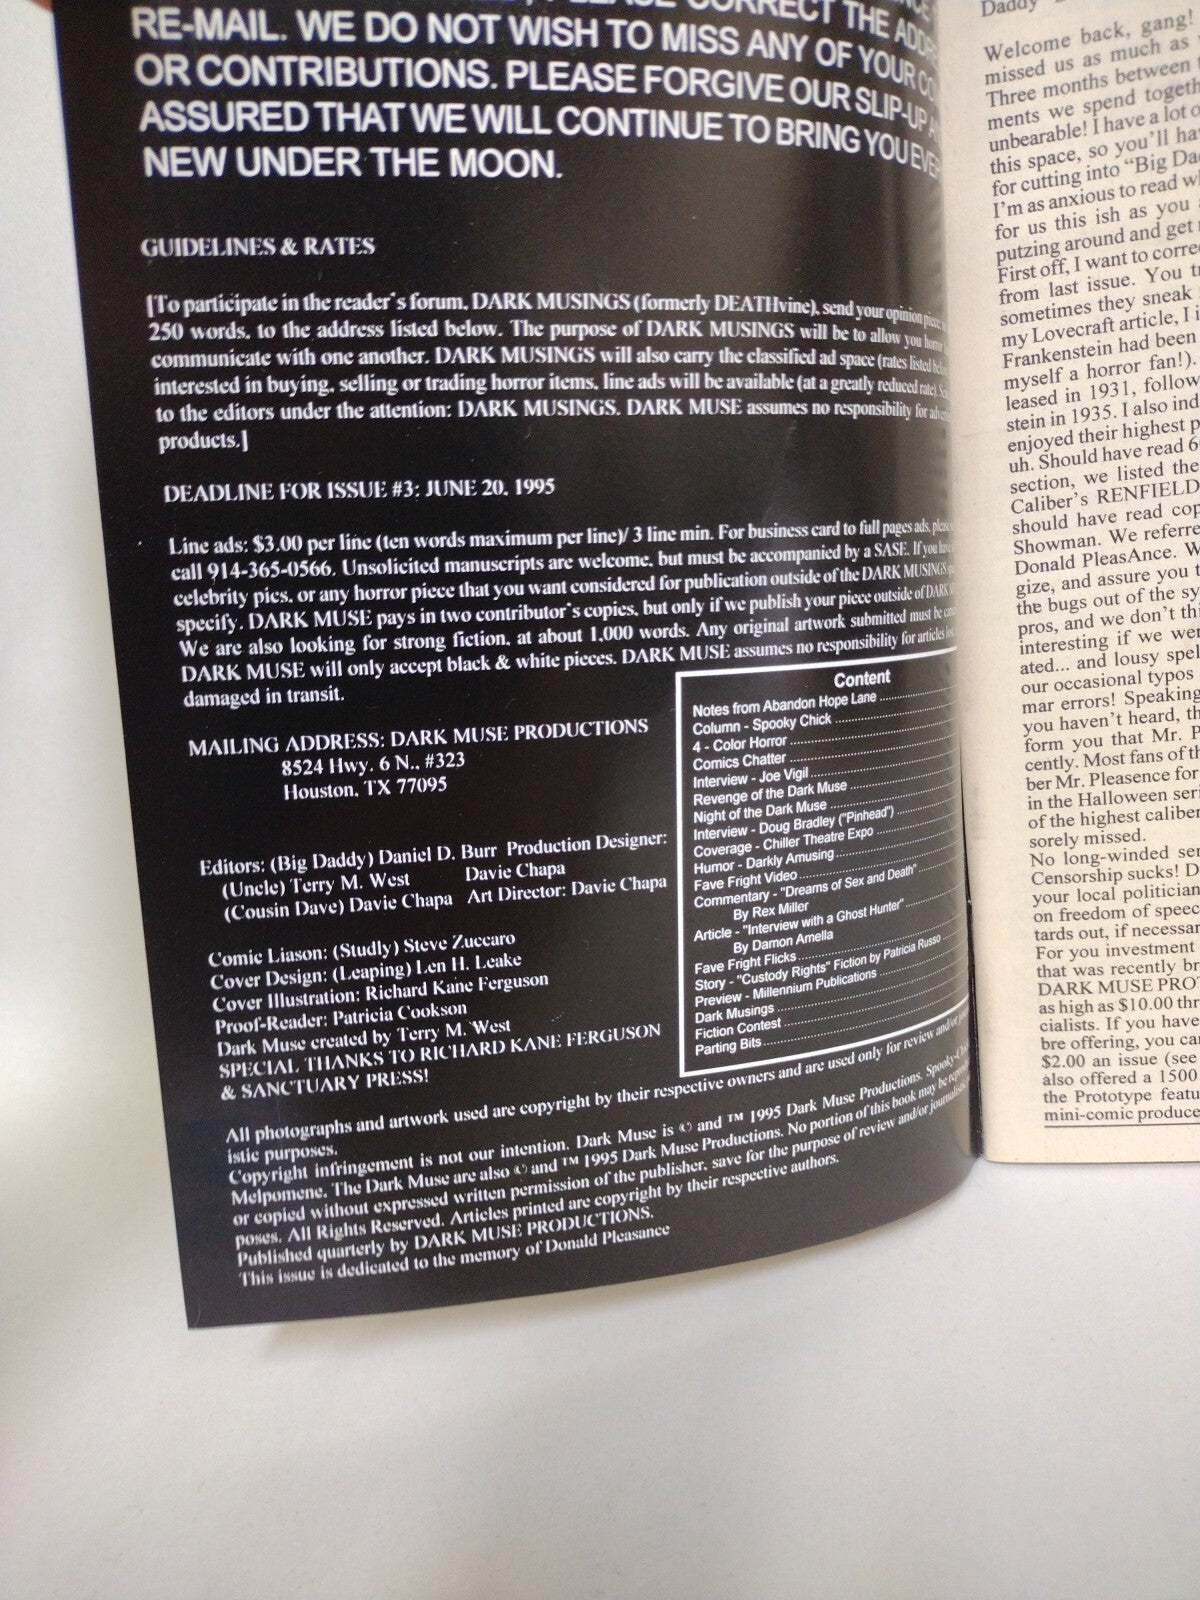 CORRECT THE ADDR
RE-MAIL. WE DO NOT WISH TO MISS ANY OF YOUR CO
OR CONTRIBUTIONS. PLEASE FORGIVE OUR SLIP-UP
ASSURED THAT WE WILL CONTINUE TO BRING YOU EVER
NEW UNDER THE MOON.
GUIDELINES & RATES
[To participate in the reader's forum, DARK MUSINGS (formerly DEATHvine), send your opinion piece
250 words, to the address listed below. The purpose of DARK MUSINGS will be to allow you horror
communicate with one another. DARK MUSINGS will also carry the classified ad space (rates listed below
interested in buying, selling or trading horror items, line ads will be available (at a greatly reduced rate).
to the editors under the attention: DARK MUSINGS. DARK MUSE assumes no responsibility for
products.]
DEADLINE FOR ISSUE #3: JUNE 20, 1995
Line ads: $3.00 per line (ten words maximum per line)/ 3 line min. For business card to full pages ads, please
call 914-365-0566. Unsolicited manuscripts are welcome, but must be accompanied by a SASE. If you have
celebrity pics, or any horror piece that you want considered for publication outside of the DARK MUSINGS
specify. DARK MUSE pays in two contributor's copies, but only if we publish your piece outside of DARK
We are also looking for strong fiction, at about 1,000 words. Any original artwork submitted must be
DARK MUSE will only accept black & white pieces. DARK MUSE assumes no responsibility for articles
damaged in transit.
MAILING ADDRESS: DARK MUSE PRODUCTIONS
8524 Hwy. 6 N., #323
Houston, TX 77095
Editors: (Big Daddy) Daniel D. Burr Production Designer:
(Uncle) Terry M. West Davie Chapa
(Cousin Dave) Davie Chapa Art Director: Davie Chapa
Comic Liason: (Studly) Steve Zuccaro
Cover Design: (Leaping) Len H. Leake
Cover Illustration: Richard Kane Ferguson
Proof-Reader: Patricia Cookson
Dark Muse created by Terry M. West
SPECIAL THANKS TO RICHARD KANE FERGUSON
& SANCTUARY PRESS!
Content
Notes from Abandon Hope Lane
Column - Spooky Chick
4 - Color Horror
Comics Chatter
Interview - Joe Vigil
Revenge of the Dark Muse
Night of the Dark Muse
Interview - Doug Bradley ("Pinhead")
Coverage - Chiller Theatre Expo
Humor - Darkly Amusing
Fave Fright Video
Commentary - "Dreams of Sex and Death"
By Rex Miller
Article - "Interview with a Ghost Hunter"
By Damon Amella
Fave Fright Flicks
Story - "Custody Rights" Fiction by Patricia Russo
Preview - Millennium Publications
Dark Musings
Fiction Contest
Parting Bits
All photographs and artwork used are copyright by their respective owners and are used only for review and/or
istic purposes.
Copyright infringement is not our intention. Dark Muse is © and ™ 1995 Dark Muse Productions. Spooky-Chick
Melpomene, The Dark Muse are also © and ™ 1995 Dark Muse Productions. No portion of this book may be
or copied without expressed written permission of the publisher, save for the purpose of review and/or journalistic
poses. All Rights Reserved. Articles printed are copyright by their respective authors.
Published quarterly by DARK MUSE PRODUCTIONS.
This issue is dedicated to the memory of Donald Pleasance
Daddy
Welcome back, gang!
missed us as much as
Three months between
ments we spend togeth
unbearable! I have a lot o
this space, so you'll ha
for cutting into "Big Da
I'm as anxious to read w
for us this ish as you
putzing around and get
First off, I want to corre
from last issue. You t
sometimes they sneak
my Lovecraft article, I i
Frankenstein had been
myself a horror fan!).
leased in 1931, follow
stein in 1935. I also ind
enjoyed their highest p
uh. Should have read 6
section, we listed the
Caliber's RENFIELD
should have read cop
Showman. We referr
Donald PleasAnce. W
gize, and assure you t
the bugs out of the sy
pros, and we don't th
interesting if we wer
ated... and lousy spel
our occasional typos
mar errors! Speaking
you haven't heard, th
form you that Mr. P
cently. Most fans of th
ber Mr. Pleasence for
in the Halloween seri
of the highest caliber
sorely missed.
No long-winded ser
Censorship sucks! D
your local politician
on freedom of speec
tards out, if necessar
For you investment
that was recently br
DARK MUSE PROT
as high as $10.00 thr
cialists. If you have
bre offering, you ca
$2.00 an issue (see
also offered a 1500
the Prototype featu
mini-comic produce